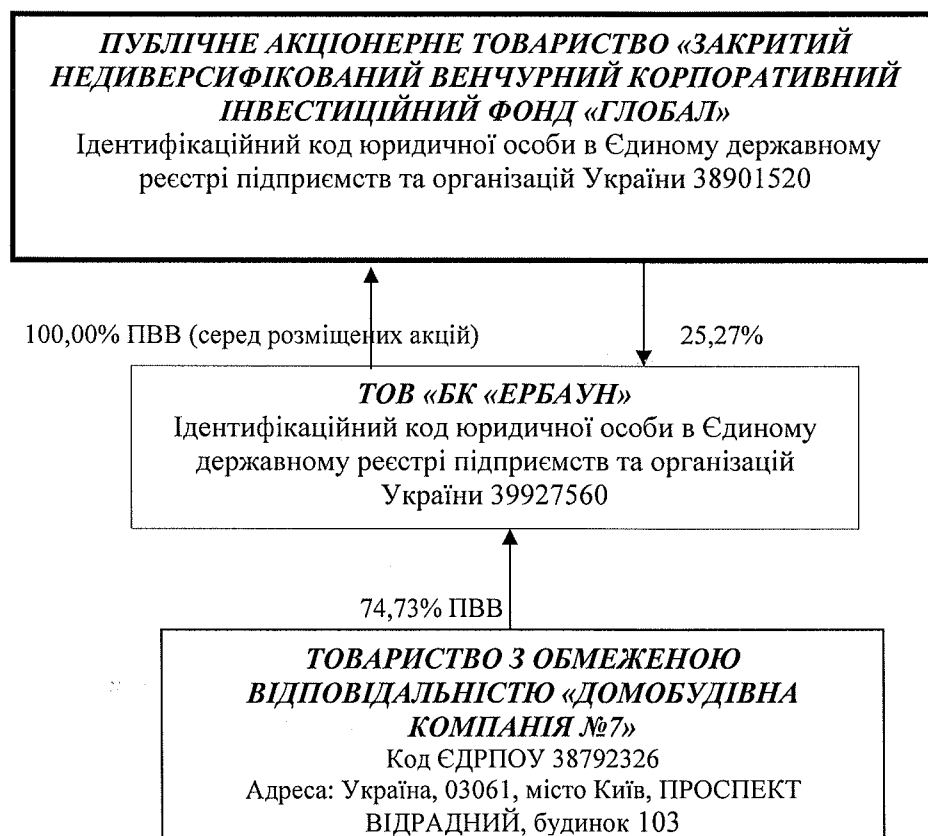 ПУБЛІЧНЕ АКЦІОНЕРНЕ ТОВАРИСТВО «ЗАКРИТИЙ
НЕДИВЕРСИФІКОВАНИЙ ВЕНЧУРНИЙ КОРПОРАТИВНИЙ
ІНВЕСТИЦІЙНИЙ ФОНД «ГЛОБАЛ»
Ідентифікаційний код юридичної особи в Єдиному державному
реєстрі підприємств та організацій України 38901520
100,00% ПВВ (серед розміщених акцій)
25,27%
ТОВ «БК «ЕРБАУН»
Ідентифікаційний код юридичної особи в Єдиному
державному реєстрі підприємств та організацій
України 39927560
74,73% ПВВ
ТОВАРИСТВО З ОБМЕЖЕНОЮ
ВІДПОВІДАЛЬНІСТЮ «ДОМОБУДІВНА
КОМПАНІЯ №7»
Код ЄДРПОУ 38792326
Адреса: Україна, 03061, місто Київ, ПРОСПЕКТ
ВІДРАДНИЙ, будинок 103